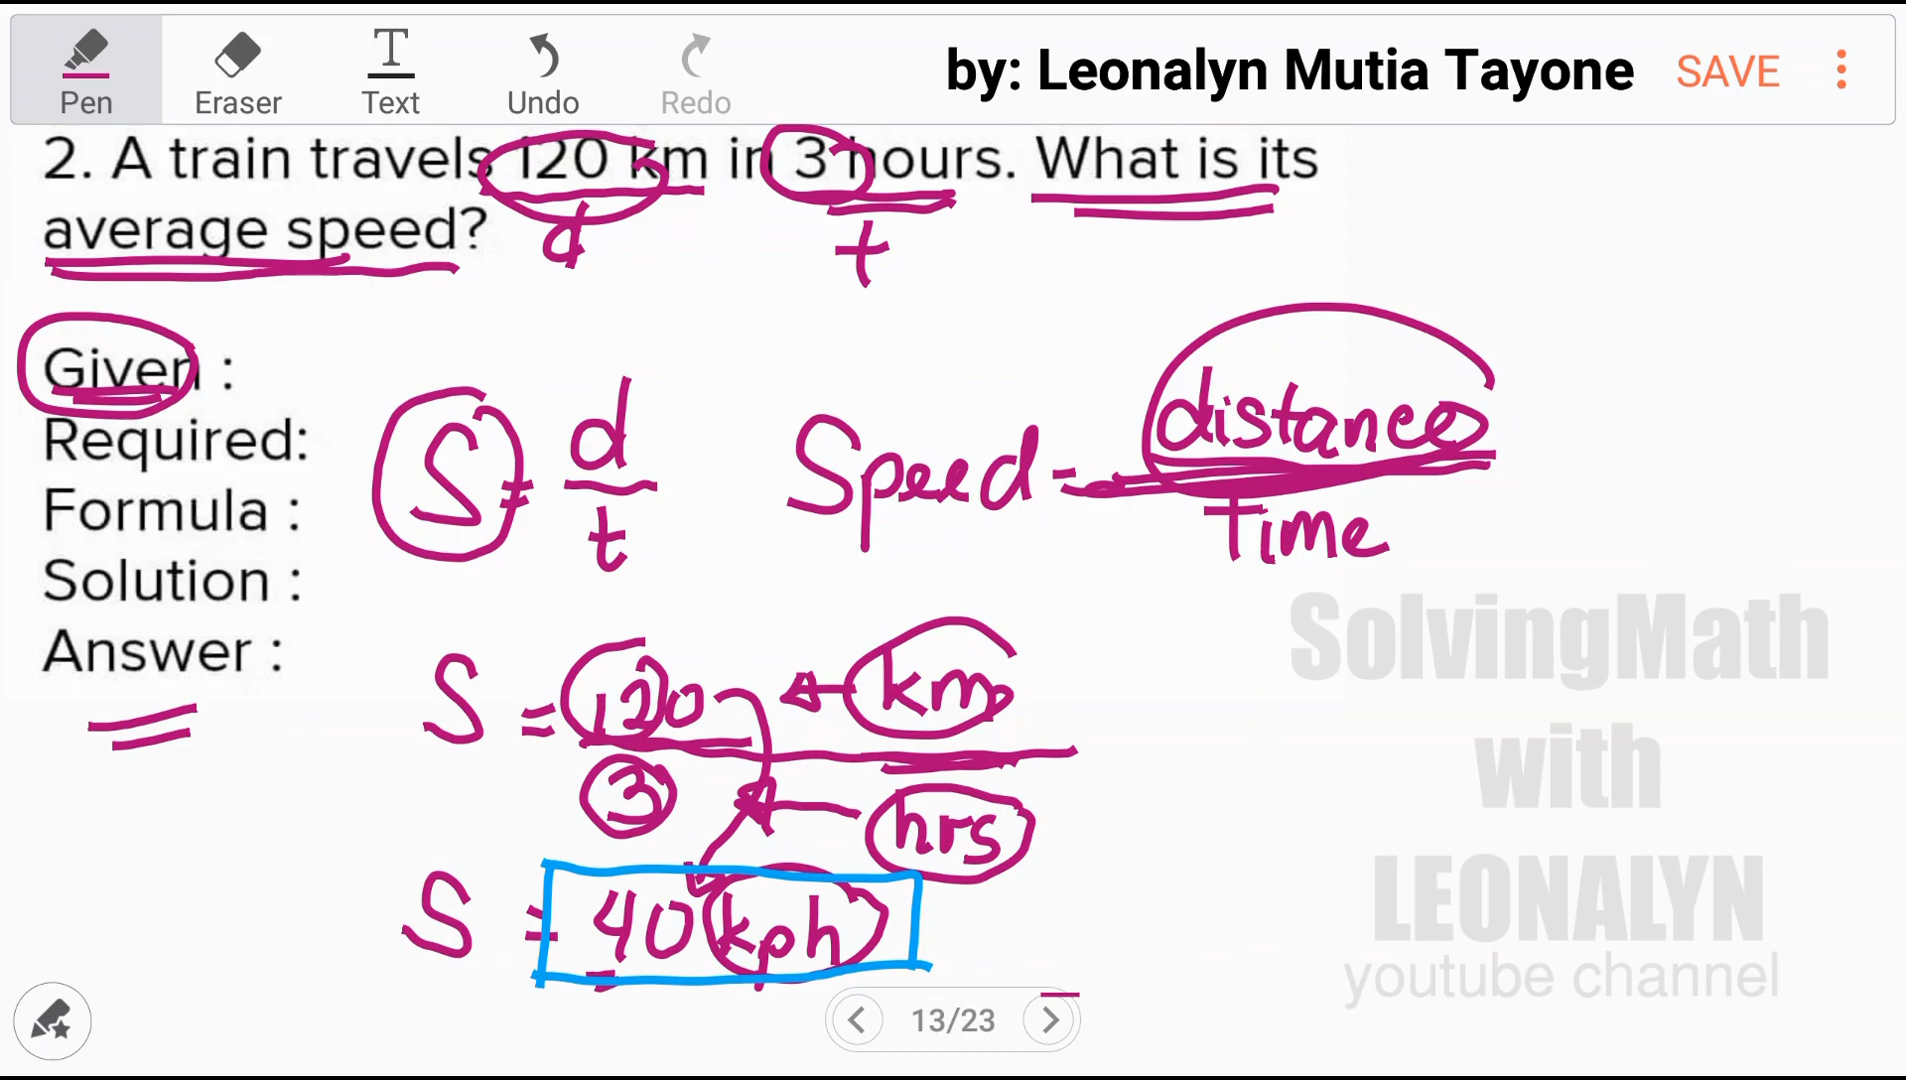 Pen Eraser Text Undo Redo by: Leonalyn Mutia Tayone SAVE
2. A train travels 120 km in 3 hours. What is its
average speed?
d t
Given :
Required:
Formula :
Solution :
Answer :
S = d/t
Speed = distance/Time
S = 120 km
3 hrs
S = 40 kph
SolvingMath
with
LEONALYN
youtube channel
13/23